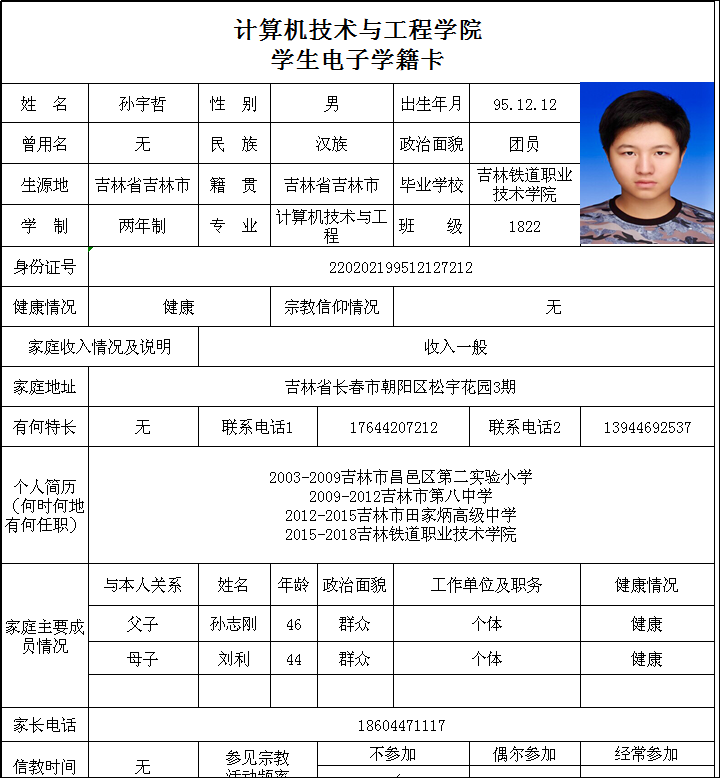 计算机技术与工程学院
学生电子学籍卡
姓 名 孙宇哲 性 别 男 出生年月 95.12.12
曾用名 无 民 族 汉族 政治面貌 团员
生源地 吉林省吉林市 籍 贯 吉林省吉林市 毕业学校 吉林铁道职业
技术学院
学 制 两年制 专 业 计算机技术与工
程 班 级 1822
身份证号 220202199512127212
健康情况 健康 宗教信仰情况 无
家庭收入情况及说明 收入一般
家庭地址 吉林省长春市朝阳区松宇花园3期
有何特长 无 联系电话1 17644207212 联系电话2 13944692537
个人简历
（何时何地
有何任职）
2003-2009吉林市昌邑区第二实验小学
2009-2012吉林市第八中学
2012-2015吉林市田家炳高级中学
2015-2018吉林铁道职业技术学院
家庭主要成
员情况
与本人关系 姓名 年龄 政治面貌 工作单位及职务 健康情况
父子 孙志刚 46 群众 个体 健康
母子 刘利 44 群众 个体 健康
家长电话 18604471117
信教时间 无 参见宗教
活动频率
不参加 偶尔参加 经常参加